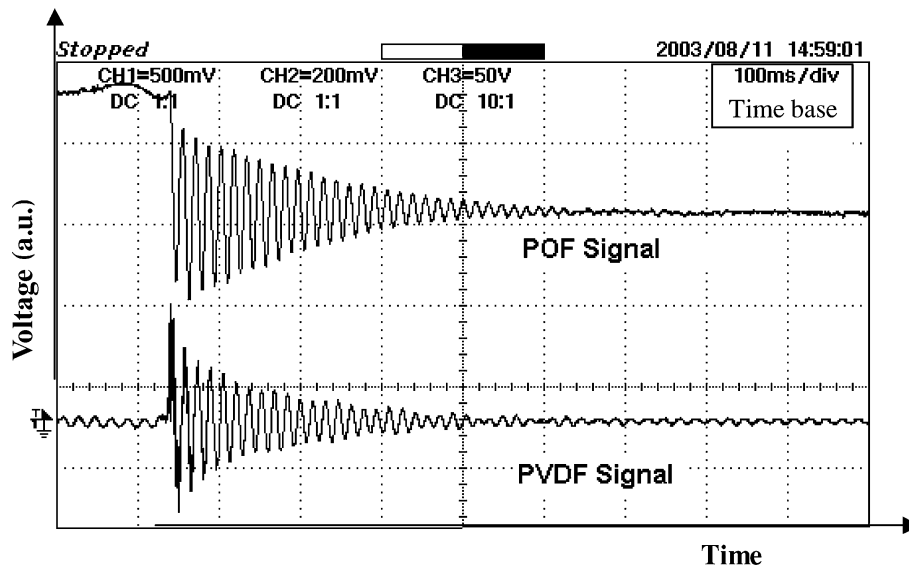 Stopped 2003/08/11 14:59:01
CH1=500mV CH2=200mV CH3=50V 100ms/div
DC 1:1 DC 1:1 DC 10:1 Time base
Voltage (a.u.)
POF Signal
T
PVDF Signal
Time